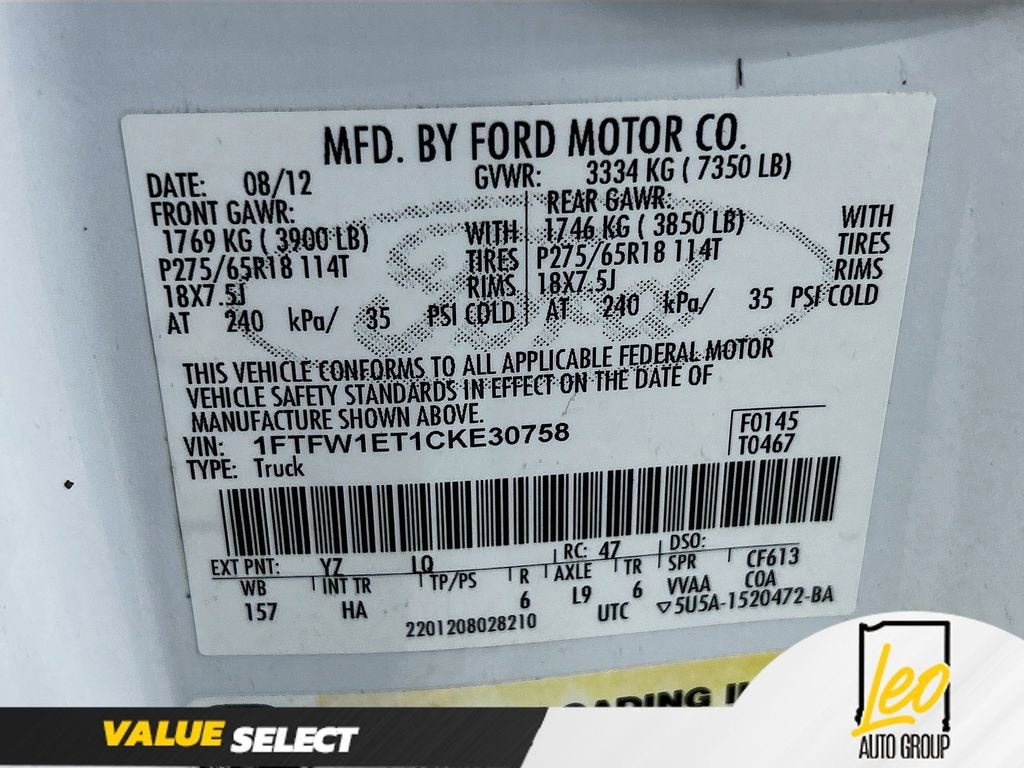 MFD. BY FORD MOTOR CO.
DATE: 08/12 GVWR: 3334 KG ( 7350 LB)
FRONT GAWR: REAR GAWR:
1769 KG ( 3900 LB) WITH 1746 KG ( 3850 LB) WITH
P275/65R18 114T TIRES P275/65R18 114T TIRES
18X7.5J RIMS 18X7.5J RIMS
AT 240 kPa/ 35 PSI COLD AT 240 kPa/ 35 PSI COLD
THIS VEHICLE CONFORMS TO ALL APPLICABLE FEDERAL MOTOR
VEHICLE SAFETY STANDARDS IN EFFECT ON THE DATE OF
MANUFACTURE SHOWN ABOVE.
VIN: 1FTFW1ET1CKE30758
F0145
T0467
TYPE: Truck
EXT PNT: YZ LQ RC: 47 DSO:
WB INT TR TP/PS R AXLE TR SPR CF613
157 HA 6 L9 6 VVAA COA
2201208028210 UTC ▽5U5A-1520472-BA
Ford
OADING I
VALUE SELECT
Leo
AUTO GROUP